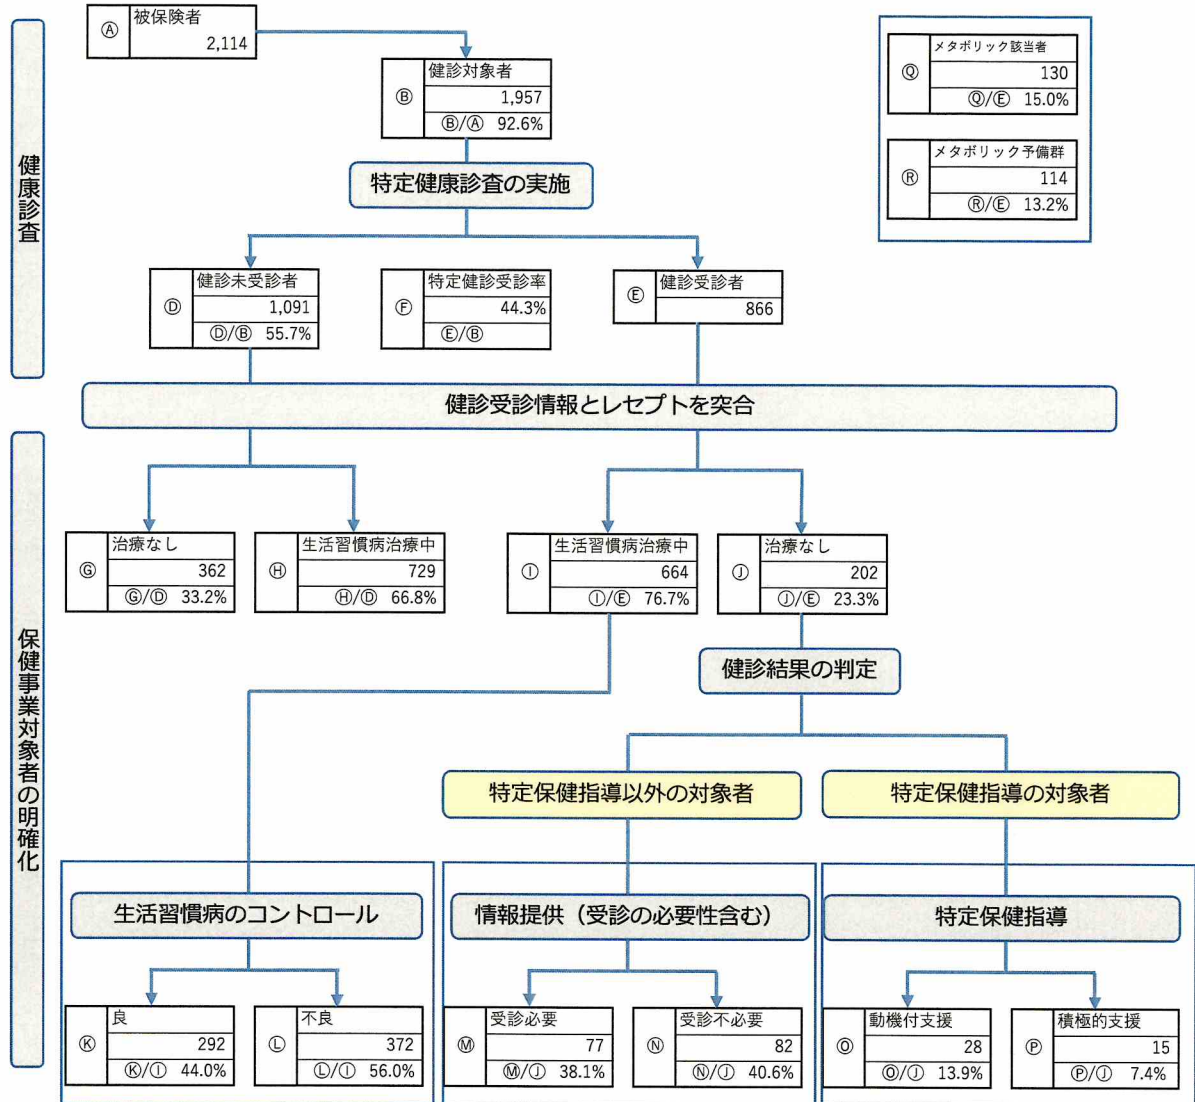 健康診査
Ⓐ 被保険者
2,114
Ⓑ 健診対象者
1,957
Ⓑ/Ⓐ 92.6%
Ⓠ メタボリック該当者
130
Ⓠ/Ⓔ 15.0%
Ⓡ メタボリック予備群
114
Ⓡ/Ⓔ 13.2%
特定健康診査の実施
Ⓓ 健診未受診者
1,091
Ⓓ/Ⓑ 55.7%
Ⓕ 特定健診受診率
44.3%
Ⓔ/Ⓑ
Ⓔ 健診受診者
866
健診受診情報とレセプトを突合
保健事業対象者の明確化
Ⓖ 治療なし
362
Ⓖ/Ⓓ 33.2%
Ⓗ 生活習慣病治療中
729
Ⓗ/Ⓓ 66.8%
Ⓘ 生活習慣病治療中
664
Ⓘ/Ⓔ 76.7%
Ⓙ 治療なし
202
Ⓙ/Ⓔ 23.3%
健診結果の判定
特定保健指導以外の対象者
特定保健指導の対象者
生活習慣病のコントロール
情報提供（受診の必要性含む）
特定保健指導
Ⓚ 良
292
Ⓚ/Ⓘ 44.0%
Ⓛ 不良
372
Ⓛ/Ⓘ 56.0%
Ⓜ 受診必要
77
Ⓜ/Ⓙ 38.1%
Ⓝ 受診不必要
82
Ⓝ/Ⓙ 40.6%
Ⓞ 動機付支援
28
Ⓞ/Ⓙ 13.9%
Ⓟ 積極的支援
15
Ⓟ/Ⓙ 7.4%